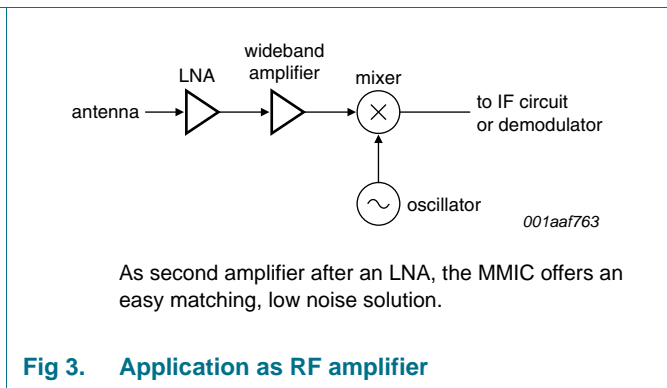 wideband
amplifier
LNA
mixer
antenna
to IF circuit
or demodulator
oscillator
001aaf763
As second amplifier after an LNA, the MMIC offers an
easy matching, low noise solution.
Fig 3. Application as RF amplifier